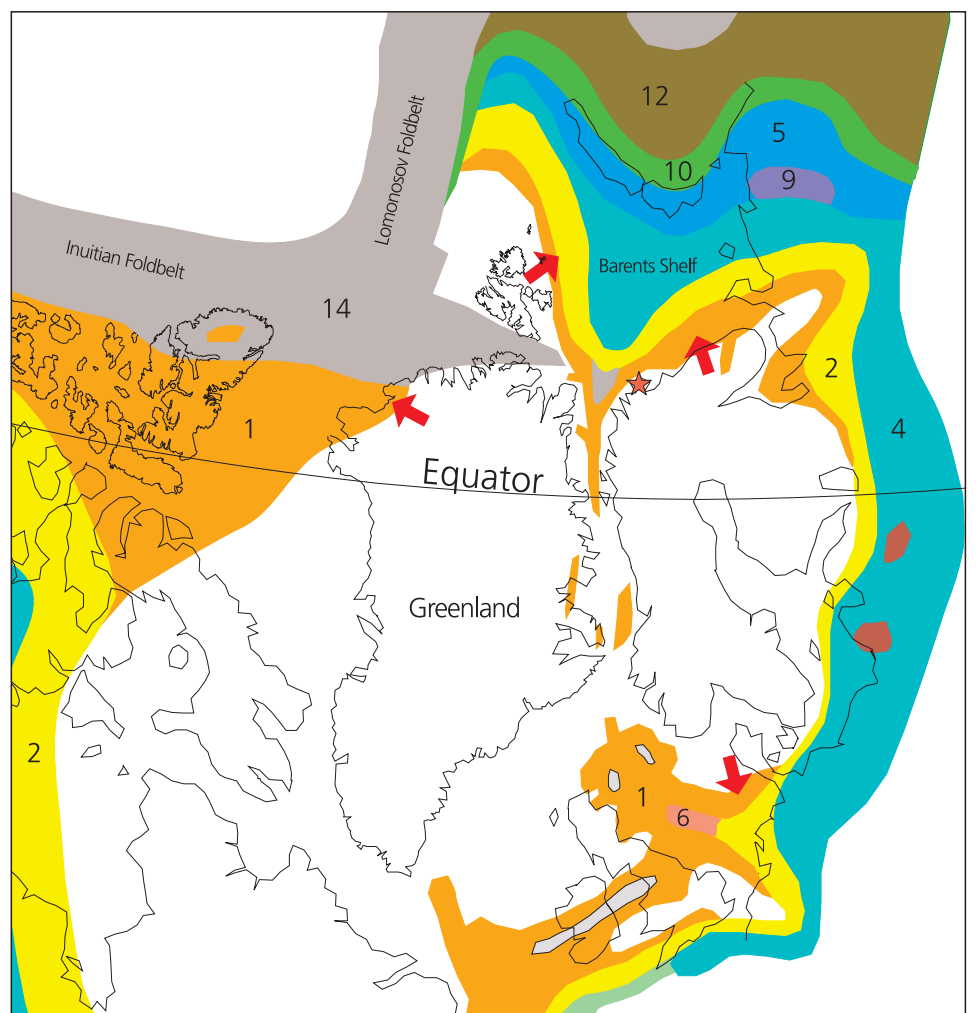 12
5
10
9
Lomonosov Foldbelt
Inuitian Foldbelt
Barents Shelf
14
2
1
4
Equator
Greenland
2
1
6